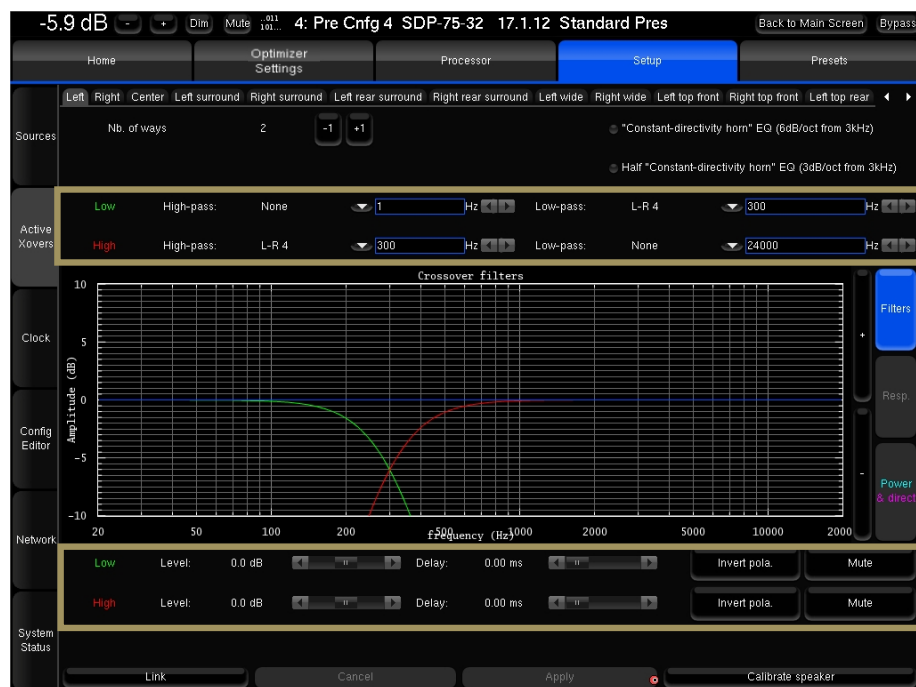 -5.9 dB - + Dim Mute ..011 101... 4: Pre Cnfg 4 SDP-75-32 17.1.12 Standard Pres Back to Main Screen Bypass
Home Optimizer Settings Processor Setup Presets
Left Right Center Left surround Right surround Left rear surround Right rear surround Left wide Right wide Left top front Right top front Left top rear
Sources
Nb. of ways 2 -1 +1 "Constant-directivity horn" EQ (6dB/oct from 3kHz)
Half "Constant-directivity horn" EQ (3dB/oct from 3kHz)
Active Xovers
Low High-pass: None 1 Hz Low-pass: L-R 4 300 Hz
High High-pass: L-R 4 300 Hz Low-pass: None 24000 Hz
Crossover filters
10
5
0
-5
-10
Amplitude (dB)
20 50 100 200 500 1000 2000 5000 10000 2000
frequency (Hz)
+
-
Filters
Resp.
Power & direct
Clock
Config Editor
Network
System Status
Low Level: 0.0 dB Delay: 0.00 ms Invert pola. Mute
High Level: 0.0 dB Delay: 0.00 ms Invert pola. Mute
Link Cancel Apply Calibrate speaker